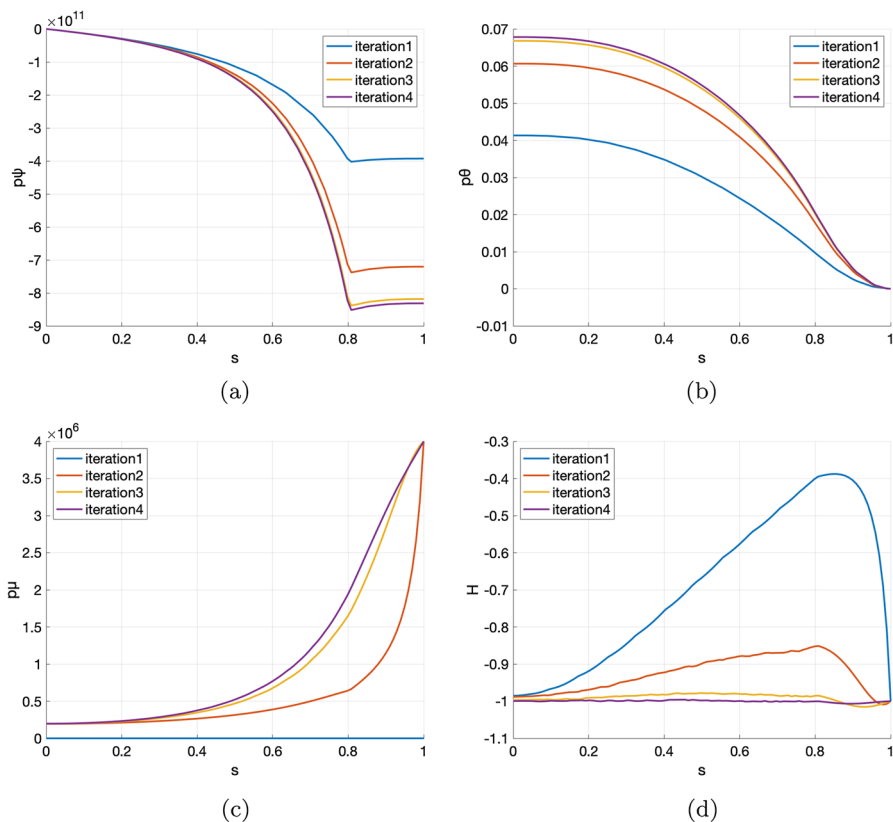 ×10^11
0
-1
-2
-3
-4
-5
-6
-7
-8
-9
pψ
iteration1
iteration2
iteration3
iteration4
0 0.2 0.4 0.6 0.8 1
s
(a)
0.07
0.06
0.05
0.04
0.03
0.02
0.01
0
-0.01
pθ
iteration1
iteration2
iteration3
iteration4
0 0.2 0.4 0.6 0.8 1
s
(b)
×10^6
4
3.5
3
2.5
2
1.5
1
0.5
0
pμ
iteration1
iteration2
iteration3
iteration4
0 0.2 0.4 0.6 0.8 1
s
(c)
-0.3
-0.4
-0.5
-0.6
-0.7
-0.8
-0.9
-1
-1.1
H
iteration1
iteration2
iteration3
iteration4
0 0.2 0.4 0.6 0.8 1
s
(d)